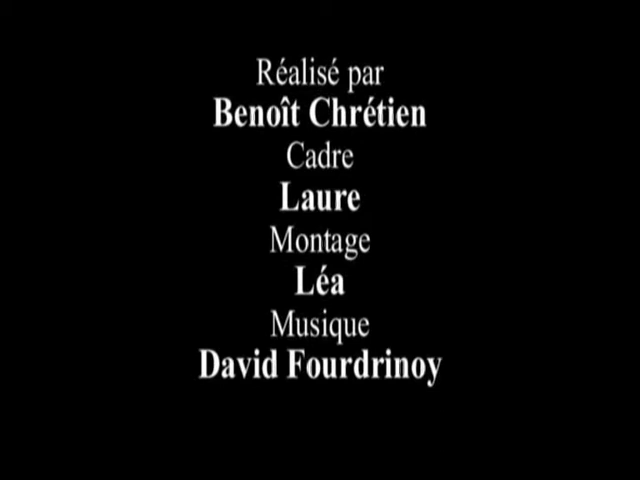 Réalisé par
Benoît Chrétien
Cadre
Laure
Montage
Léa
Musique
David Fourdrinoy